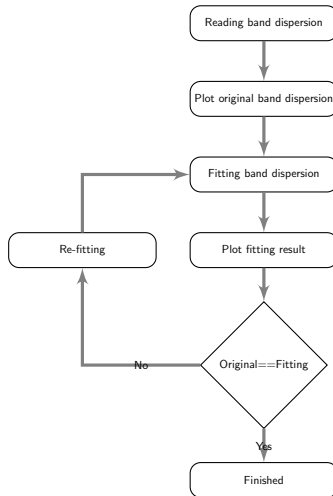 Reading band dispersion
Plot original band dispersion
Fitting band dispersion
Re-fitting
Plot fitting result
Original==Fitting
No
Yes
Finished